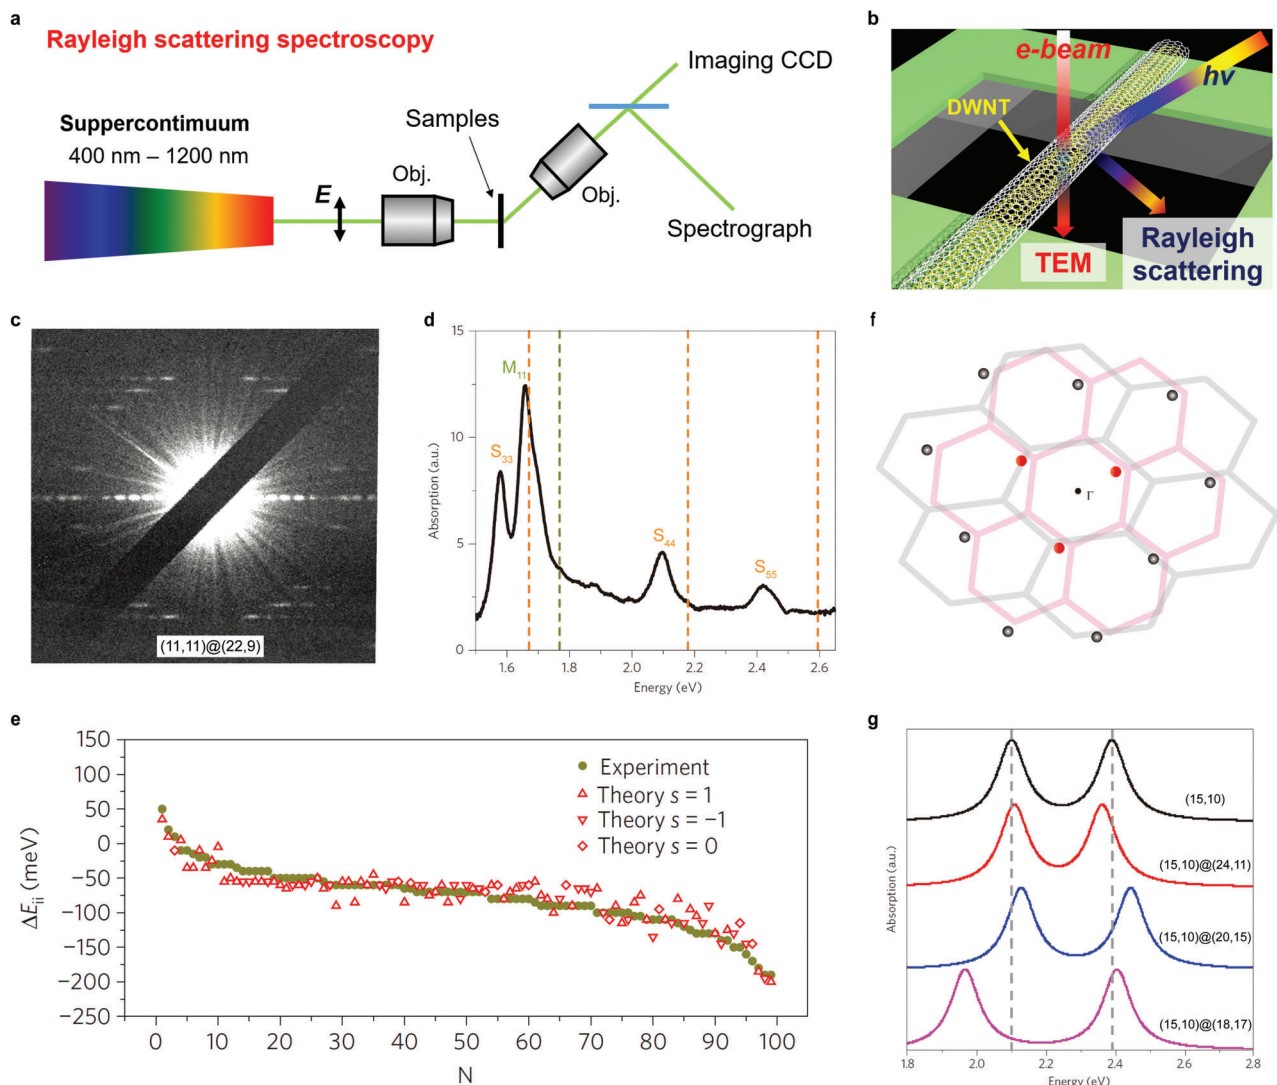 a
Rayleigh scattering spectroscopy
Suppercontimuum
400 nm – 1200 nm
E
Obj.
Samples
Obj.
Imaging CCD
Spectrograph
b
e-beam
hν
DWNT
TEM
Rayleigh
scattering
c
(11,11)@(22,9)
d
15
10
5
0
Absorption (a.u.)
S33
M11
S44
S55
1.6
1.8
2.0
2.2
2.4
2.6
Energy (eV)
f
Γ
e
150
100
50
0
−50
−100
−150
−200
−250
ΔEii (meV)
Experiment
Theory s = 1
Theory s = −1
Theory s = 0
0
10
20
30
40
50
60
70
80
90
100
N
g
Absorption (a.u.)
(15,10)
(15,10)@(24,11)
(15,10)@(20,15)
(15,10)@(18,17)
1.8
2.0
2.2
2.4
2.6
2.8
Energy (eV)